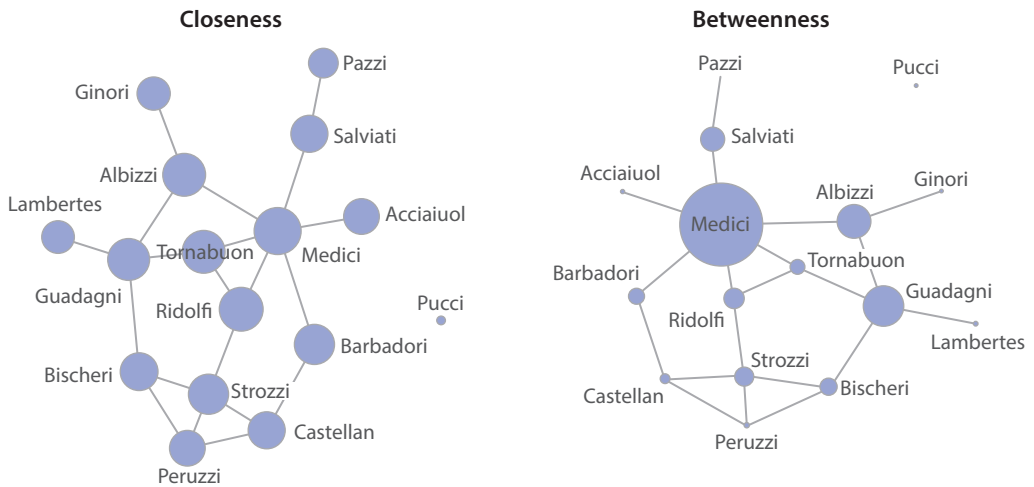 Closeness
Pazzi
Ginori
Salviati
Albizzi
Lambertes
Acciaiuol
Tornabuon
Medici
Guadagni
Ridolfi
Pucci
Barbadori
Bischeri
Strozzi
Castellan
Peruzzi
Betweenness
Pazzi
Pucci
Salviati
Acciaiuol
Ginori
Albizzi
Medici
Tornabuon
Barbadori
Guadagni
Ridolfi
Lambertes
Strozzi
Bischeri
Castellan
Peruzzi